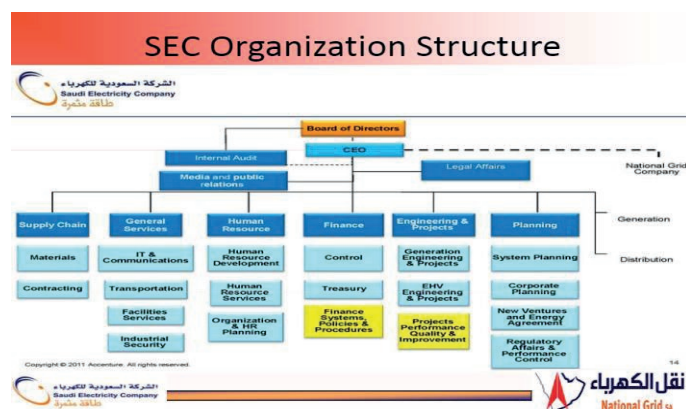 SEC Organization Structure
الشركة السعودية للكهرباء
Saudi Electricity Company
طاقة مثمرة
Board of Directors
CEO
Internal Audit
Legal Affairs
National Grid
Company
Media and public
relations
Generation
Supply Chain
General
Services
Human
Resource
Finance
Engineering &
Projects
Planning
Distribution
Materials
IT &
Communications
Human
Resource
Development
Control
Generation
Engineering
& Projects
System Planning
Contracting
Transportation
Human
Resource
Services
Treasury
EHV
Engineering
& Projects
Corporate
Planning
Facilities
Services
Organization
& HR
Planning
Finance
Systems,
Policies &
Procedures
Projects
Performance
Quality &
Improvement
New Ventures
and Energy
Agreement
Industrial
Security
Regulatory
Affairs &
Performance
Control
Copyright © 2011 Accenture. All rights reserved.
14
الشركة السعودية للكهرباء
Saudi Electricity Company
طاقة مثمرة
نقل الكهرباء
National Grid SA